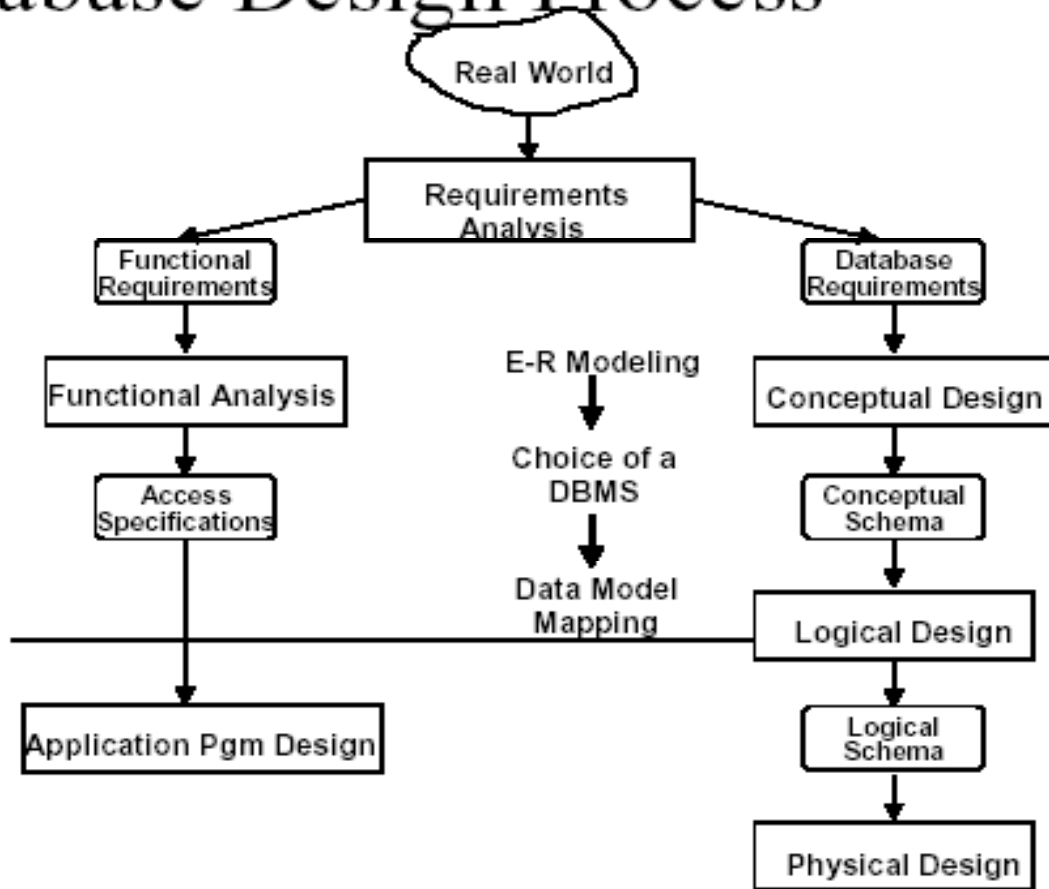 abase Design Process
Real World
Requirements
Analysis
Functional
Requirements
Database
Requirements
E-R Modeling
Functional Analysis
Conceptual Design
Choice of a
DBMS
Access
Specifications
Conceptual
Schema
Data Model
Mapping
Logical Design
Application Pgm Design
Logical
Schema
Physical Design